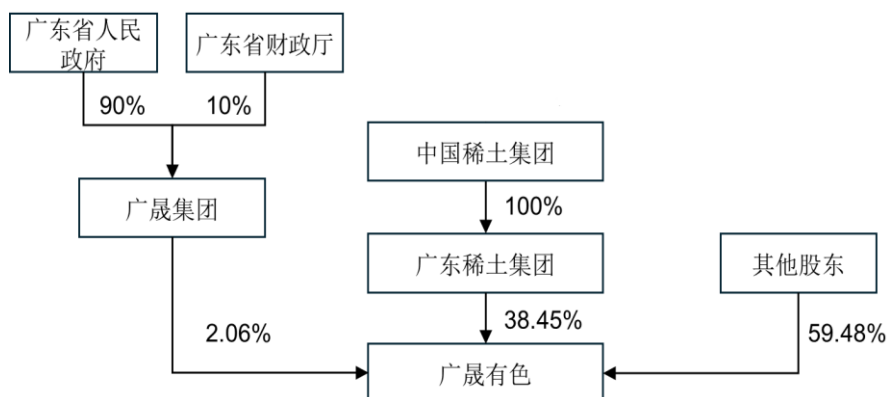 广东省人民
政府
广东省财政厅
90%
10%
中国稀土集团
广晟集团
100%
广东稀土集团
其他股东
2.06%
38.45%
59.48%
广晟有色